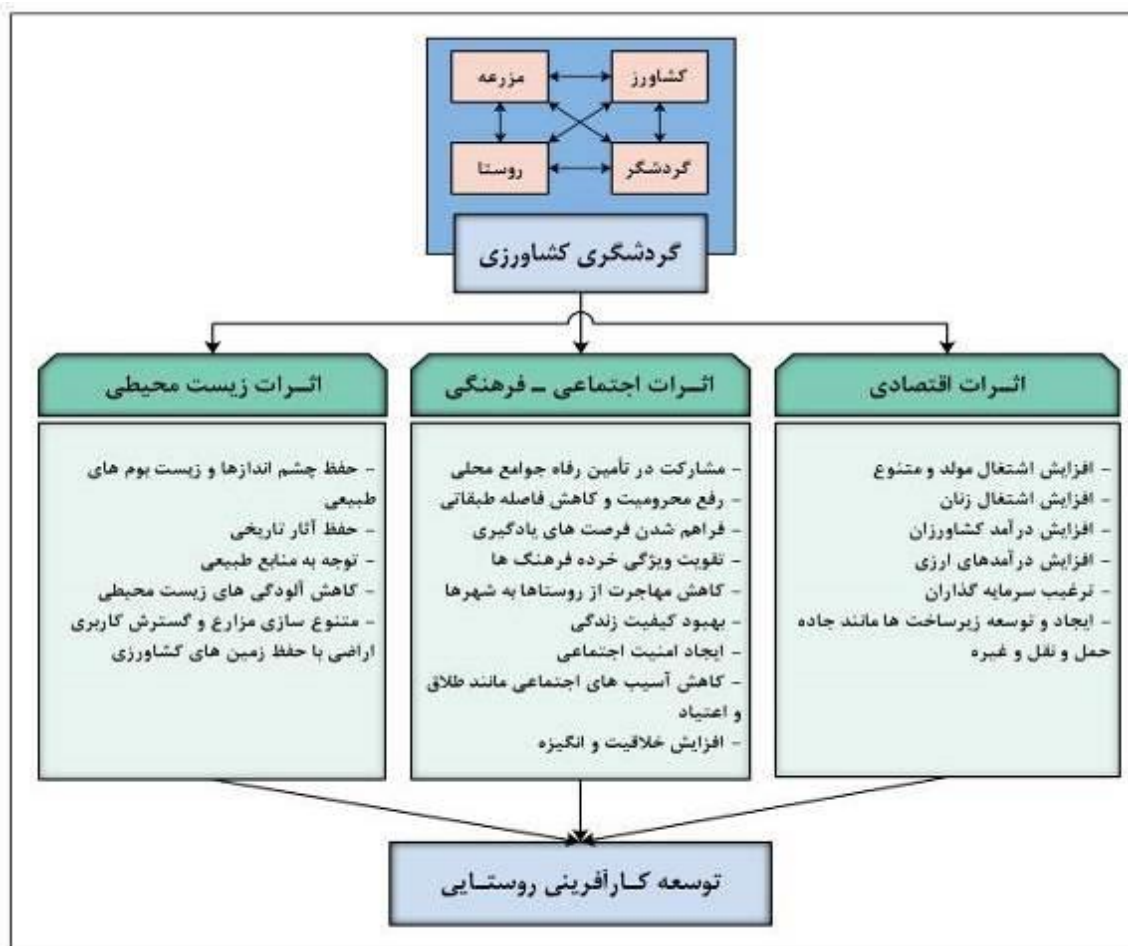 کشاورز
مزرعه
گردشگر
روستا
گردشگری کشاورزی
اثـرات اقتصادی
- افزایش اشتغال مولد و متنوع
- افزایش اشتغال زنان
- افزایش درآمد کشاورزان
- افزایش درآمدهای ارزی
- ترغیب سرمایه گذاران
- ایجاد و توسعه زیرساخت ها مانند جاده
حمل و نقل و غیره
اثـرات اجتماعی ـ فرهنگی
- مشارکت در تأمین رفاه جوامع محلی
- رفع محرومیت و کاهش فاصله طبقاتی
- فراهم شدن فرصت های یادگیری
- تقویت ویژگی خرده فرهنگ ها
- کاهش مهاجرت از روستاها به شهرها
- بهبود کیفیت زندگی
- ایجاد امنیت اجتماعی
- کاهش آسیب های اجتماعی مانند طلاق
و اعتیاد
- افزایش خلاقیت و انگیزه
اثـرات زیست محیطی
- حفظ چشم اندازها و زیست بوم های
طبیعی
- حفظ آثار تاریخی
- توجه به منابع طبیعی
- کاهش آلودگی های زیست محیطی
- متنوع سازی مزارع و گسترش کاربری
اراضی با حفظ زمین های کشاورزی
توسعه کـارآفرینی روستـایی